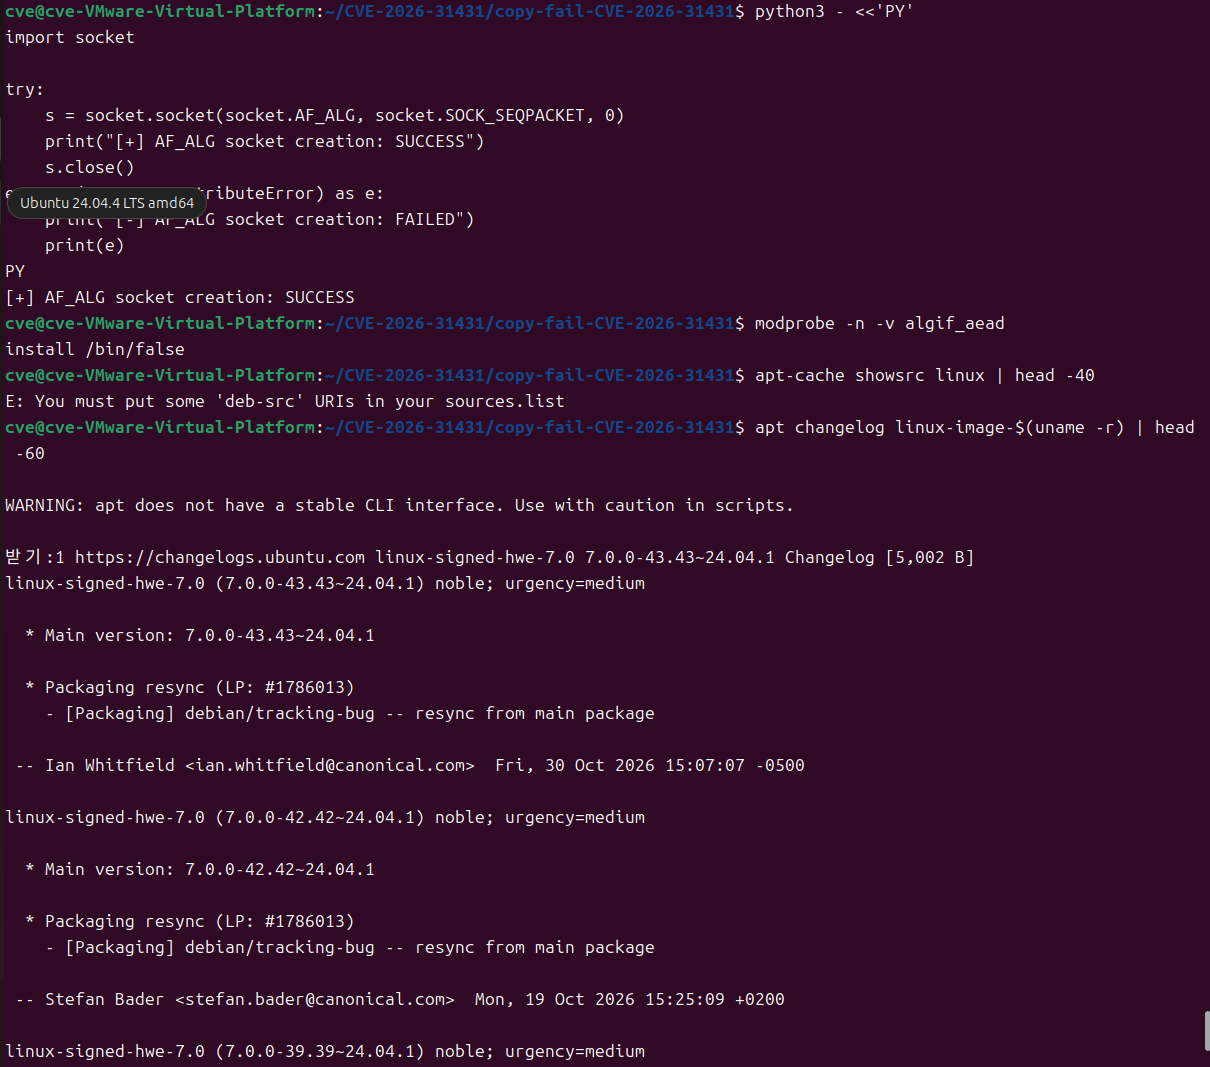 cve@cve-VMware-Virtual-Platform:~/CVE-2026-31431/copy-fail-CVE-2026-31431$ python3 - <<'PY'
import socket
try:
    s = socket.socket(socket.AF_ALG, socket.SOCK_SEQPACKET, 0)
    print("[+] AF_ALG socket creation: SUCCESS")
    s.close()
tributeError) as e:
Ubuntu 24.04.4 LTS amd64
    print("[-] AF_ALG socket creation: FAILED")
    print(e)
PY
[+] AF_ALG socket creation: SUCCESS
cve@cve-VMware-Virtual-Platform:~/CVE-2026-31431/copy-fail-CVE-2026-31431$ modprobe -n -v algif_aead
install /bin/false
cve@cve-VMware-Virtual-Platform:~/CVE-2026-31431/copy-fail-CVE-2026-31431$ apt-cache showsrc linux | head -40
E: You must put some 'deb-src' URIs in your sources.list
cve@cve-VMware-Virtual-Platform:~/CVE-2026-31431/copy-fail-CVE-2026-31431$ apt changelog linux-image-$(uname -r) | head
 -60
WARNING: apt does not have a stable CLI interface. Use with caution in scripts.
받기:1 https://changelogs.ubuntu.com linux-signed-hwe-7.0 7.0.0-43.43~24.04.1 Changelog [5,002 B]
linux-signed-hwe-7.0 (7.0.0-43.43~24.04.1) noble; urgency=medium
  * Main version: 7.0.0-43.43~24.04.1
  * Packaging resync (LP: #1786013)
    - [Packaging] debian/tracking-bug -- resync from main package
 -- Ian Whitfield <ian.whitfield@canonical.com>  Fri, 30 Oct 2026 15:07:07 -0500
linux-signed-hwe-7.0 (7.0.0-42.42~24.04.1) noble; urgency=medium
  * Main version: 7.0.0-42.42~24.04.1
  * Packaging resync (LP: #1786013)
    - [Packaging] debian/tracking-bug -- resync from main package
 -- Stefan Bader <stefan.bader@canonical.com>  Mon, 19 Oct 2026 15:25:09 +0200
linux-signed-hwe-7.0 (7.0.0-39.39~24.04.1) noble; urgency=medium